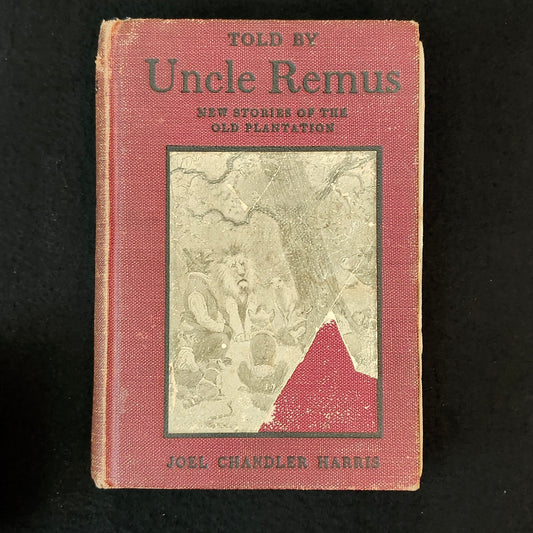 TOLD BY
Uncle Remus
NEW STORIES OF THE
OLD PLANTATION
JOEL CHANDLER HARRIS